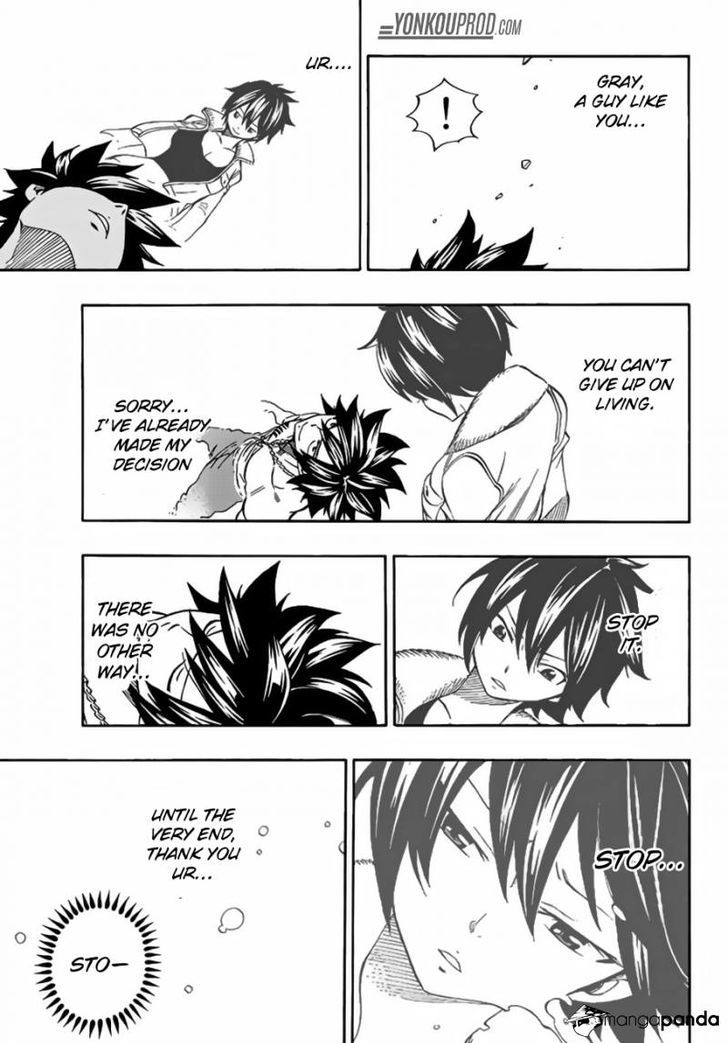 =YONKOUPROD.COM
GRAY,
A GUY LIKE
YOU...
!
UR....
YOU CAN'T
GIVE UP ON
LIVING.
SORRY...
I'VE ALREADY
MADE MY
DECISION
STOP
IT.
THERE
WAS NO
OTHER
WAY...
STOP...
UNTIL THE
VERY END,
THANK YOU
UR...
STO—
mangapanda